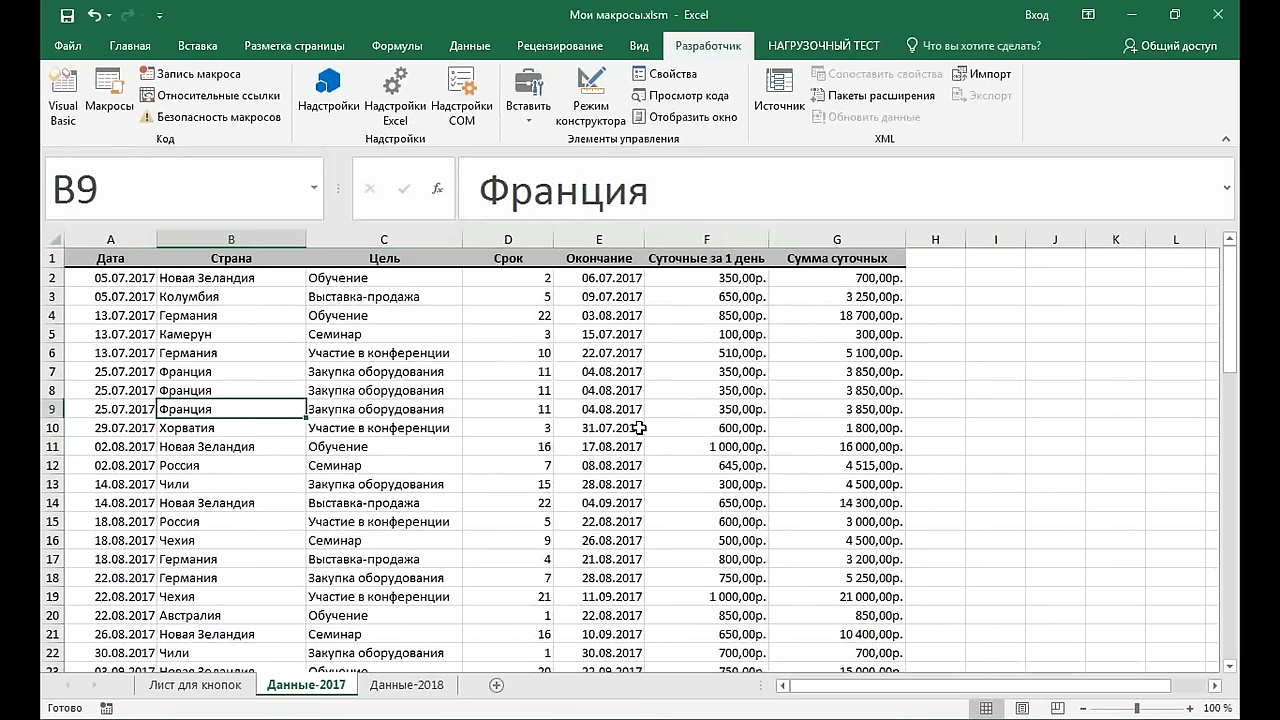 Мои макросы.xlsm - Excel
Вход
Файл Главная Вставка Разметка страницы Формулы Данные Рецензирование Вид Разработчик НАГРУЗОЧНЫЙ ТЕСТ Что вы хотите сделать? Общий доступ
Visual Basic
Макросы
Запись макроса
Относительные ссылки
Безопасность макросов
Код
Надстройки
Надстройки Excel
Надстройки COM
Надстройки
Вставить
Режим конструктора
Свойства
Просмотр кода
Отобразить окно
Элементы управления
Источник
Сопоставить свойства
Пакеты расширения
Обновить данные
Импорт
Экспорт
XML
B9
fx
Франция
A B C D E F G H I J K L
1 Дата Страна Цель Срок Окончание Суточные за 1 день Сумма суточных
2 05.07.2017 Новая Зеландия Обучение 2 06.07.2017 350,00р. 700,00р.
3 05.07.2017 Колумбия Выставка-продажа 5 09.07.2017 650,00р. 3 250,00р.
4 13.07.2017 Германия Обучение 22 03.08.2017 850,00р. 18 700,00р.
5 13.07.2017 Камерун Семинар 3 15.07.2017 100,00р. 300,00р.
6 13.07.2017 Германия Участие в конференции 10 22.07.2017 510,00р. 5 100,00р.
7 25.07.2017 Франция Закупка оборудования 11 04.08.2017 350,00р. 3 850,00р.
8 25.07.2017 Франция Закупка оборудования 11 04.08.2017 350,00р. 3 850,00р.
9 25.07.2017 Франция Закупка оборудования 11 04.08.2017 350,00р. 3 850,00р.
10 29.07.2017 Хорватия Участие в конференции 3 31.07.2017 600,00р. 1 800,00р.
11 02.08.2017 Новая Зеландия Обучение 16 17.08.2017 1 000,00р. 16 000,00р.
12 02.08.2017 Россия Семинар 7 08.08.2017 645,00р. 4 515,00р.
13 14.08.2017 Чили Закупка оборудования 15 28.08.2017 300,00р. 4 500,00р.
14 14.08.2017 Новая Зеландия Выставка-продажа 22 04.09.2017 650,00р. 14 300,00р.
15 18.08.2017 Россия Участие в конференции 5 22.08.2017 600,00р. 3 000,00р.
16 18.08.2017 Чехия Семинар 9 26.08.2017 500,00р. 4 500,00р.
17 18.08.2017 Германия Выставка-продажа 4 21.08.2017 800,00р. 3 200,00р.
18 22.08.2017 Германия Закупка оборудования 7 28.08.2017 750,00р. 5 250,00р.
19 22.08.2017 Чехия Участие в конференции 21 11.09.2017 1 000,00р. 21 000,00р.
20 22.08.2017 Австралия Обучение 1 22.08.2017 850,00р. 850,00р.
21 26.08.2017 Новая Зеландия Семинар 16 10.09.2017 650,00р. 10 400,00р.
22 30.08.2017 Чили Закупка оборудования 1 30.08.2017 700,00р. 700,00р.
23 03.09.2017 Новая Зеландия Обучение 20 22.09.2017 750,00р. 15 000,00р.
Лист для кнопок Данные-2017 Данные-2018
Готово
100 %